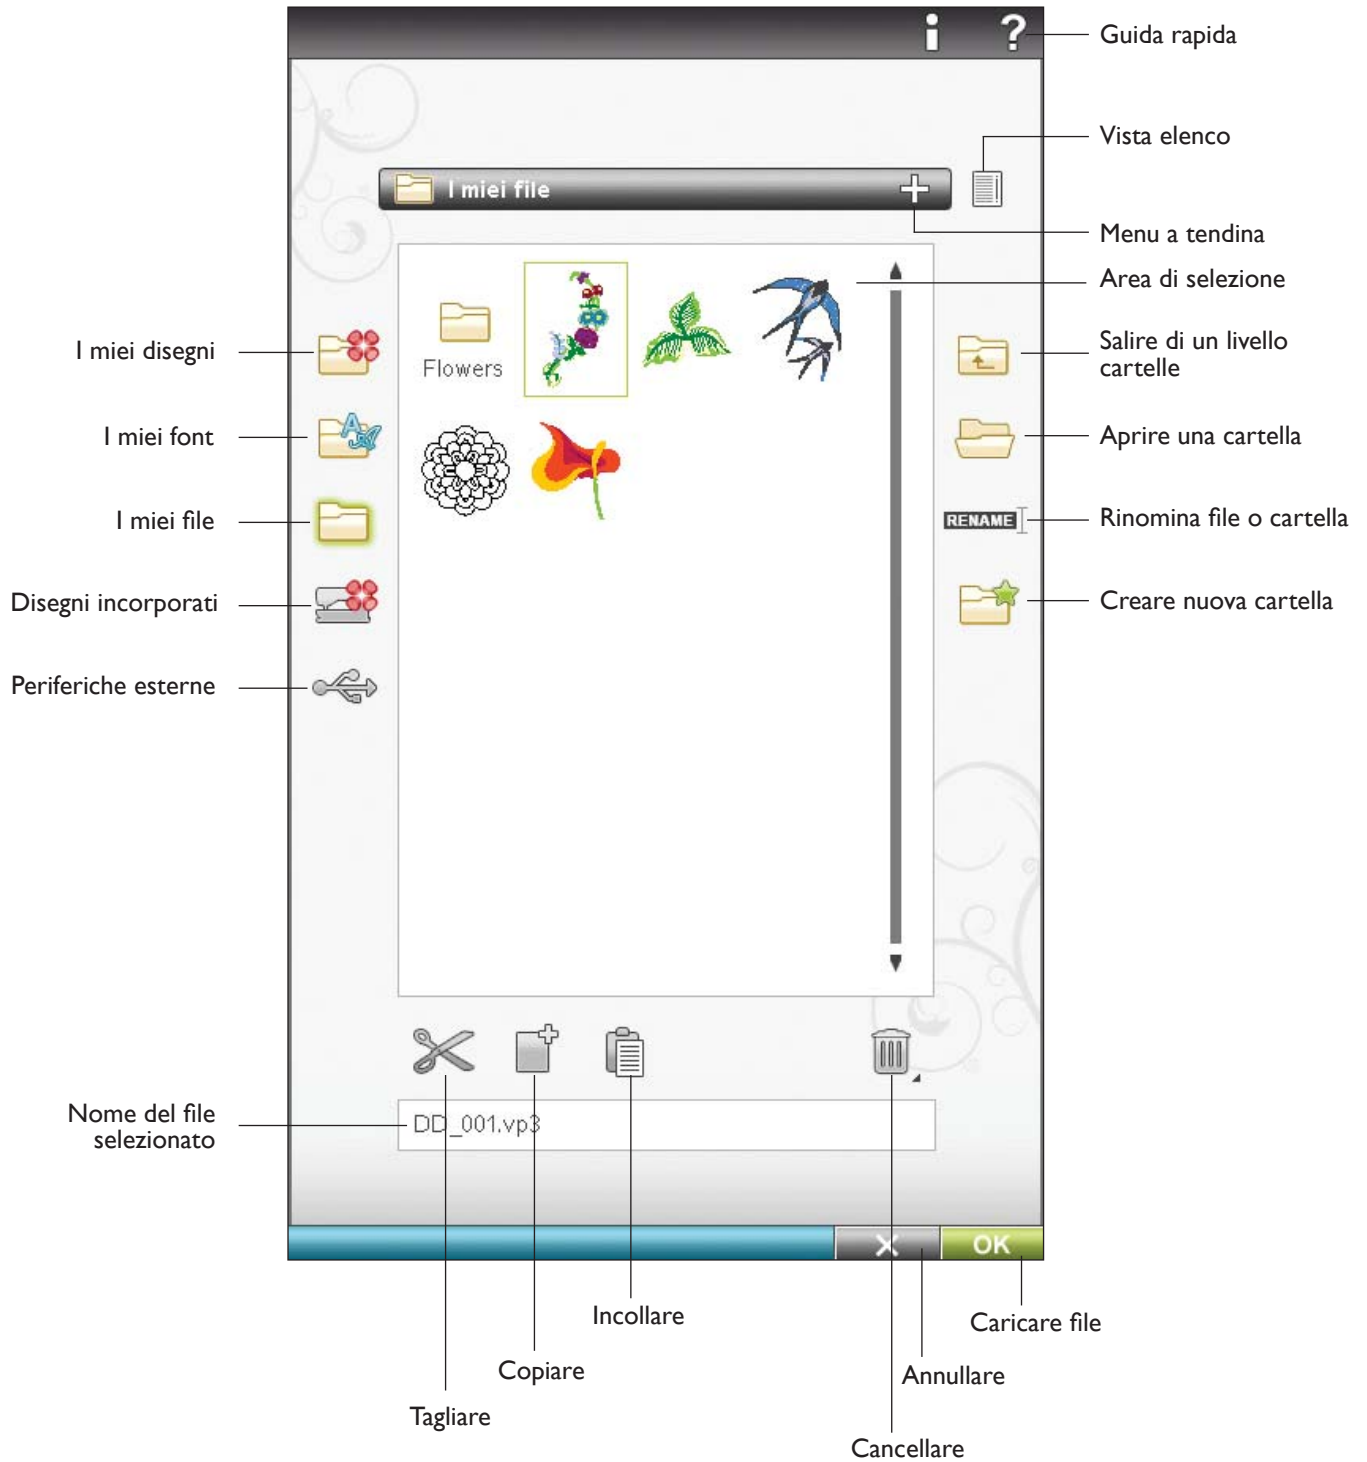 Guida rapida
Vista elenco
I miei file
Menu a tendina
Area di selezione
Flowers
I miei disegni
Salire di un livello
cartelle
I miei font
Aprire una cartella
I miei file
RENAME
Rinomina file o cartella
Disegni incorporati
Creare nuova cartella
Periferiche esterne
Nome del file
selezionato
DD_001.vp3
OK
Incollare
Caricare file
Copiare
Annullare
Tagliare
Cancellare